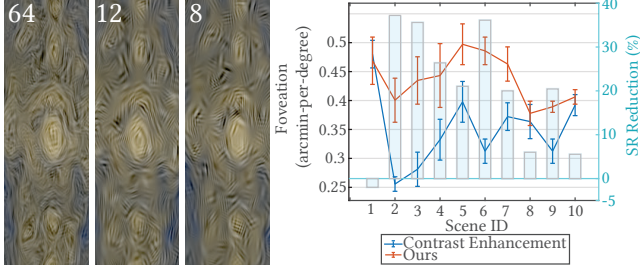 64
12
8
Foveation
(arcmin-per-degree)
0.5
0.45
0.4
0.35
0.3
0.25
40
30
20
10
0
-5
SR Reduction (%)
1 2 3 4 5 6 7 8 9 10
Scene ID
Contrast Enhancement
Ours